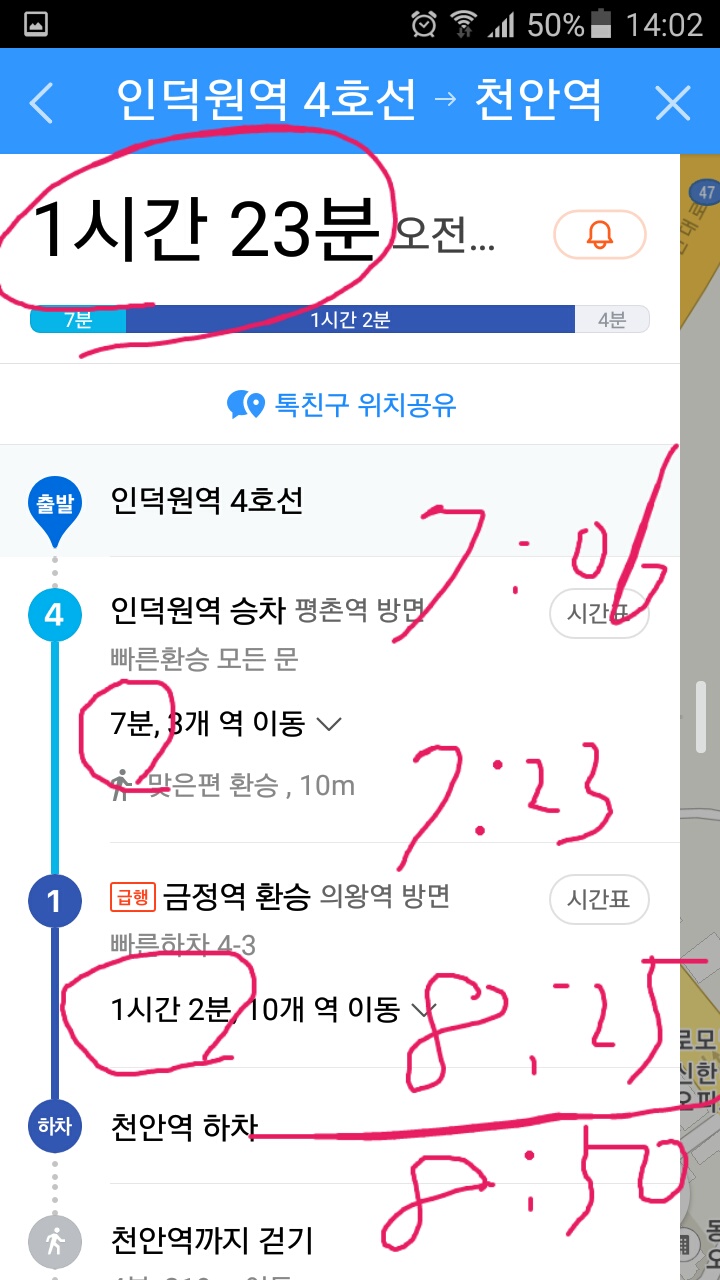 50% 14:02
인덕원역 4호선 → 천안역
1시간 23분 오전...
7분 1시간 2분 4분
톡친구 위치공유
출발 인덕원역 4호선
7:06
4 인덕원역 승차 평촌역 방면 시간표
빠른환승 모든 문
7분, 3개 역 이동
7:23
맞은편 환승 , 10m
1 급행 금정역 환승 의왕역 방면 시간표
빠른하차 4-3
1시간 2분, 10개 역 이동
8:25
하차 천안역 하차
8:50
천안역까지 걷기
47
로모
신한
오피
동